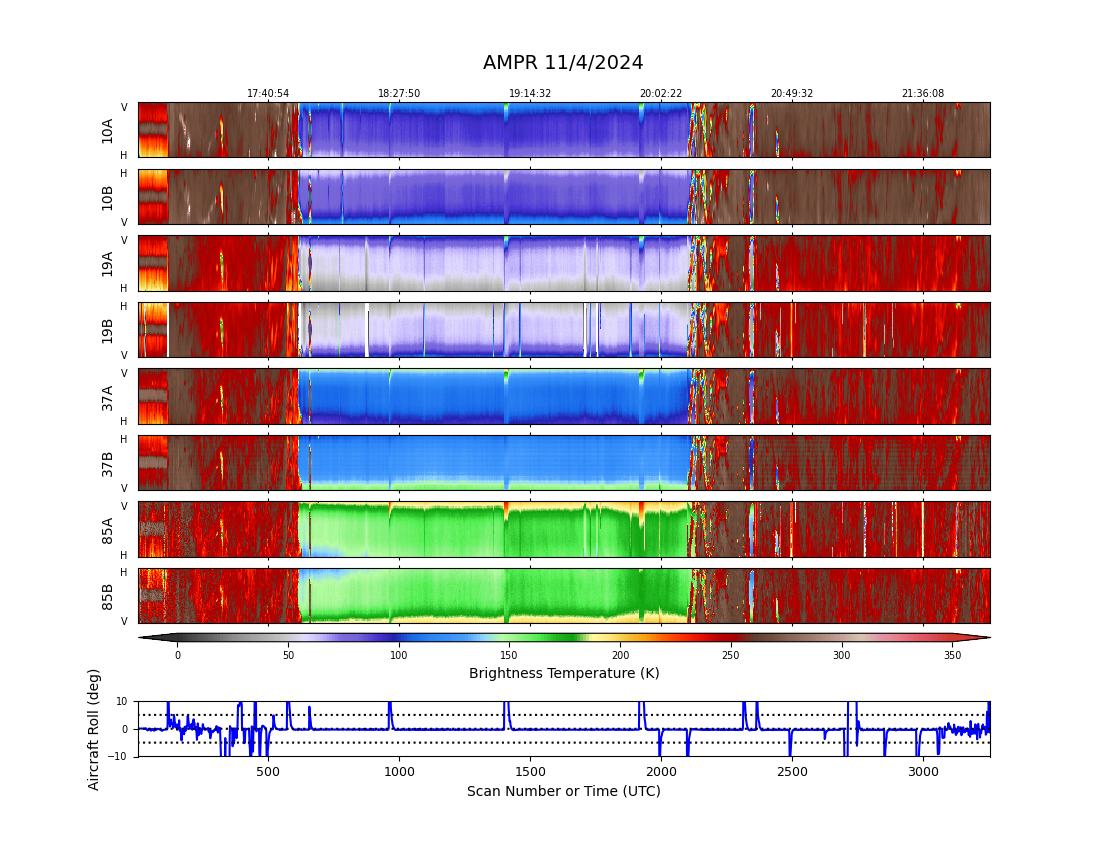 AMPR 11/4/2024
17:40:54 18:27:50 19:14:32 20:02:22 20:49:32 21:36:08
V
10A
H
H
10B
V
V
19A
H
H
19B
V
V
37A
H
H
37B
V
V
85A
H
H
85B
V
0 50 100 150 200 250 300 350
Brightness Temperature (K)
Aircraft Roll (deg)
10
0
−10
500 1000 1500 2000 2500 3000
Scan Number or Time (UTC)